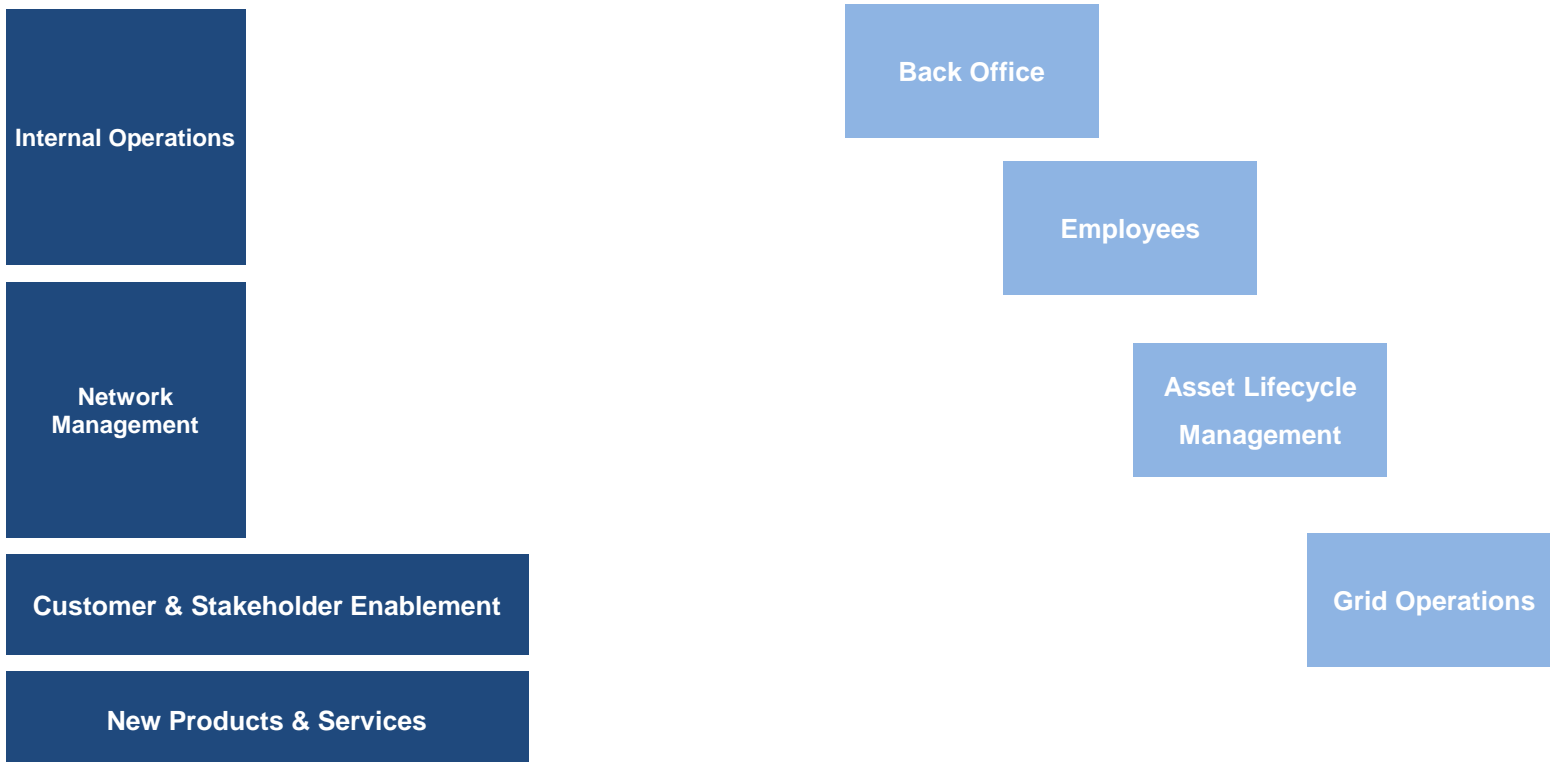 Internal Operations
Network
Management
Customer & Stakeholder Enablement
New Products & Services
Back Office
Employees
Asset Lifecycle
Management
Grid Operations